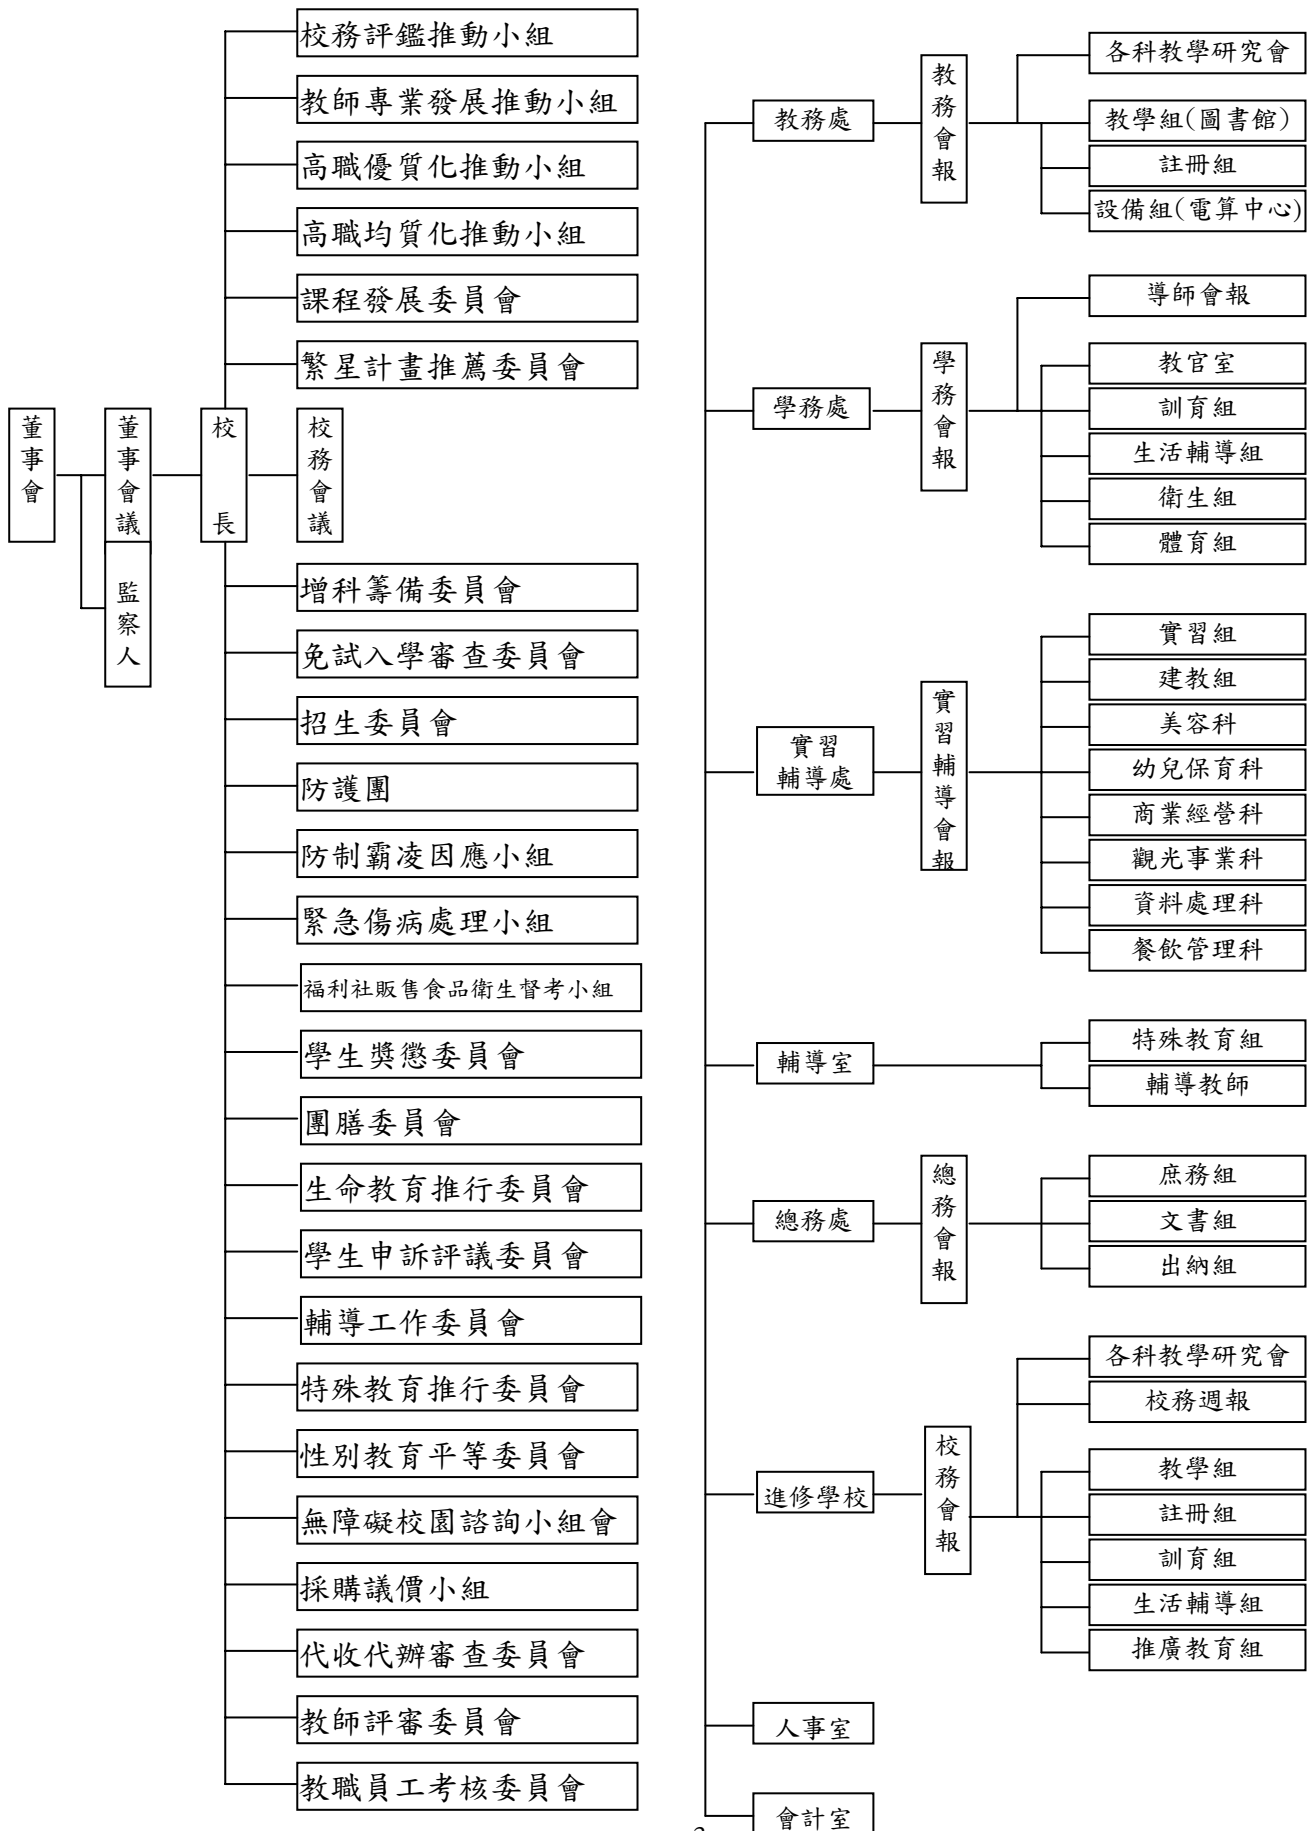 董事會
董事會議
監察人
校長
校務會議
校務評鑑推動小組
教師專業發展推動小組
高職優質化推動小組
高職均質化推動小組
課程發展委員會
繁星計畫推薦委員會
增科籌備委員會
免試入學審查委員會
招生委員會
防護團
防制霸凌因應小組
緊急傷病處理小組
福利社販售食品衛生督考小組
學生獎懲委員會
團膳委員會
生命教育推行委員會
學生申訴評議委員會
輔導工作委員會
特殊教育推行委員會
性別教育平等委員會
無障礙校園諮詢小組會
採購議價小組
代收代辦審查委員會
教師評審委員會
教職員工考核委員會
教務處
教務會報
各科教學研究會
教學組(圖書館)
註冊組
設備組(電算中心)
學務處
學務會報
導師會報
教官室
訓育組
生活輔導組
衛生組
體育組
實習
輔導處
實習輔導會報
實習組
建教組
美容科
幼兒保育科
商業經營科
觀光事業科
資料處理科
餐飲管理科
輔導室
特殊教育組
輔導教師
總務處
總務會報
庶務組
文書組
出納組
進修學校
校務會報
各科教學研究會
校務週報
教學組
註冊組
訓育組
生活輔導組
推廣教育組
人事室
會計室